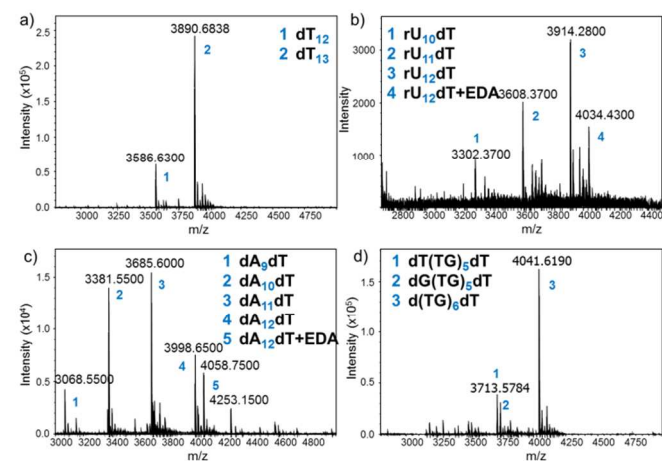 a)
3890.6838
1 dT12
2 dT13
2
3586.6300
1
Intensity (x10⁵)
2.5
2.0
1.5
1.0
0.5
0.0
3000 3250 3500 3750 4000 4250 4500 4750
m/z
b)
1 rU10dT
2 rU11dT
3 rU12dT
4 rU12dT+EDA
3914.2800
3
3608.3700
2
4034.4300
4
1
3302.3700
Intensity
3000
2000
1000
2600 2800 3000 3200 3400 3600 3800 4000 4200 4400
m/z
c)
3685.6000
3381.5500
3
2
1 dA9dT
2 dA10dT
3 dA11dT
4 dA12dT
5 dA12dT+EDA
3998.6500
4
4058.7500
5
4253.1500
3068.5500
1
Intensity (x10⁴)
1.5
1.0
0.5
0.0
3000 3200 3400 3600 3800 4000 4200 4400 4600 4800
m/z
d)
1 dT(TG)5dT
2 dG(TG)5dT
3 d(TG)6dT
4041.6190
3
1
3713.5784
2
Intensity (x10⁵)
1.5
1.0
0.5
0.0
3000 3250 3500 3750 4000 4250 4500 4750
m/z